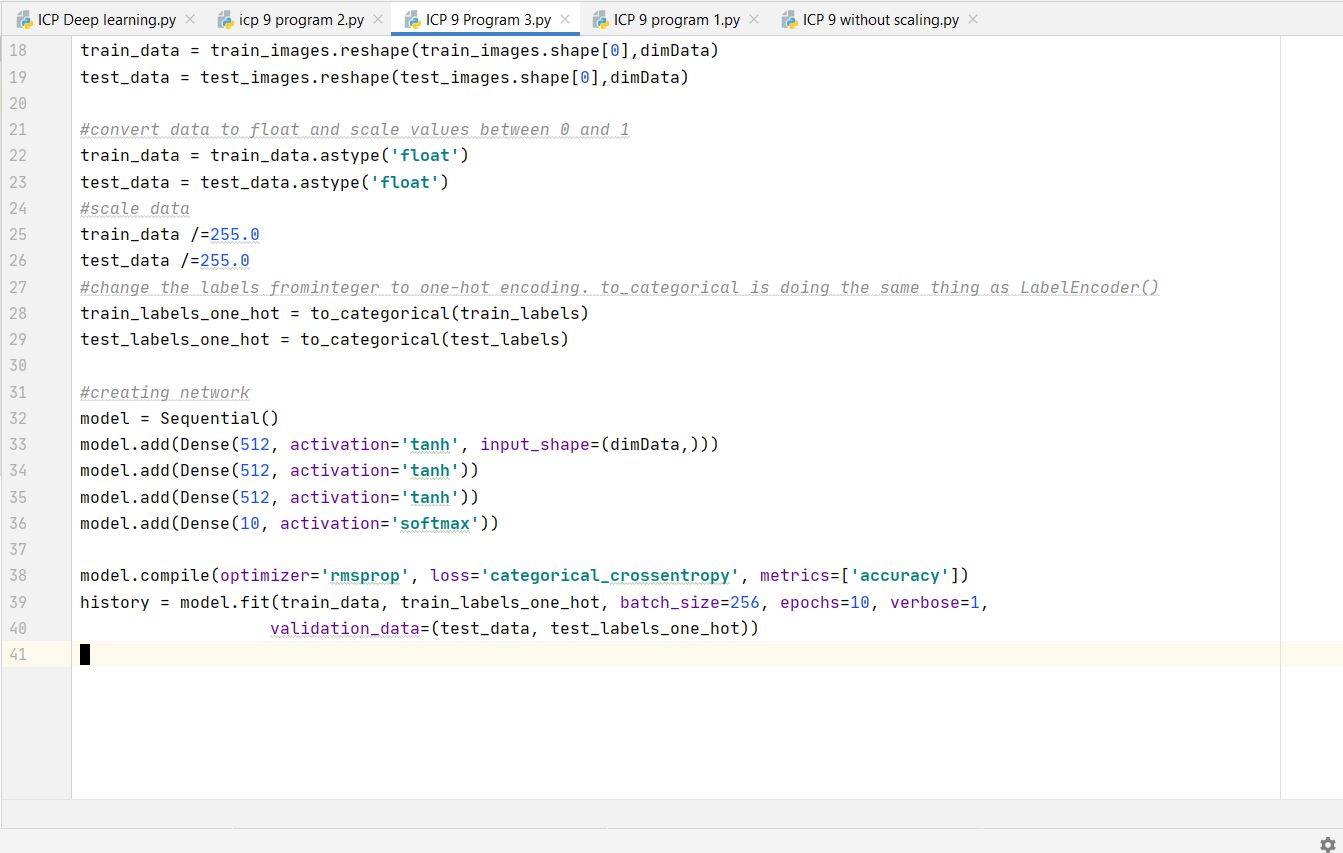 ICP Deep learning.py icp 9 program 2.py ICP 9 Program 3.py ICP 9 program 1.py ICP 9 without scaling.py
18 train_data = train_images.reshape(train_images.shape[0],dimData)
19 test_data = test_images.reshape(test_images.shape[0],dimData)
20
21 #convert data to float and scale values between 0 and 1
22 train_data = train_data.astype('float')
23 test_data = test_data.astype('float')
24 #scale data
25 train_data /=255.0
26 test_data /=255.0
27 #change the labels frominteger to one-hot encoding. to_categorical is doing the same thing as LabelEncoder()
28 train_labels_one_hot = to_categorical(train_labels)
29 test_labels_one_hot = to_categorical(test_labels)
30
31 #creating network
32 model = Sequential()
33 model.add(Dense(512, activation='tanh', input_shape=(dimData,)))
34 model.add(Dense(512, activation='tanh'))
35 model.add(Dense(512, activation='tanh'))
36 model.add(Dense(10, activation='softmax'))
37
38 model.compile(optimizer='rmsprop', loss='categorical_crossentropy', metrics=['accuracy'])
39 history = model.fit(train_data, train_labels_one_hot, batch_size=256, epochs=10, verbose=1,
40 validation_data=(test_data, test_labels_one_hot))
41